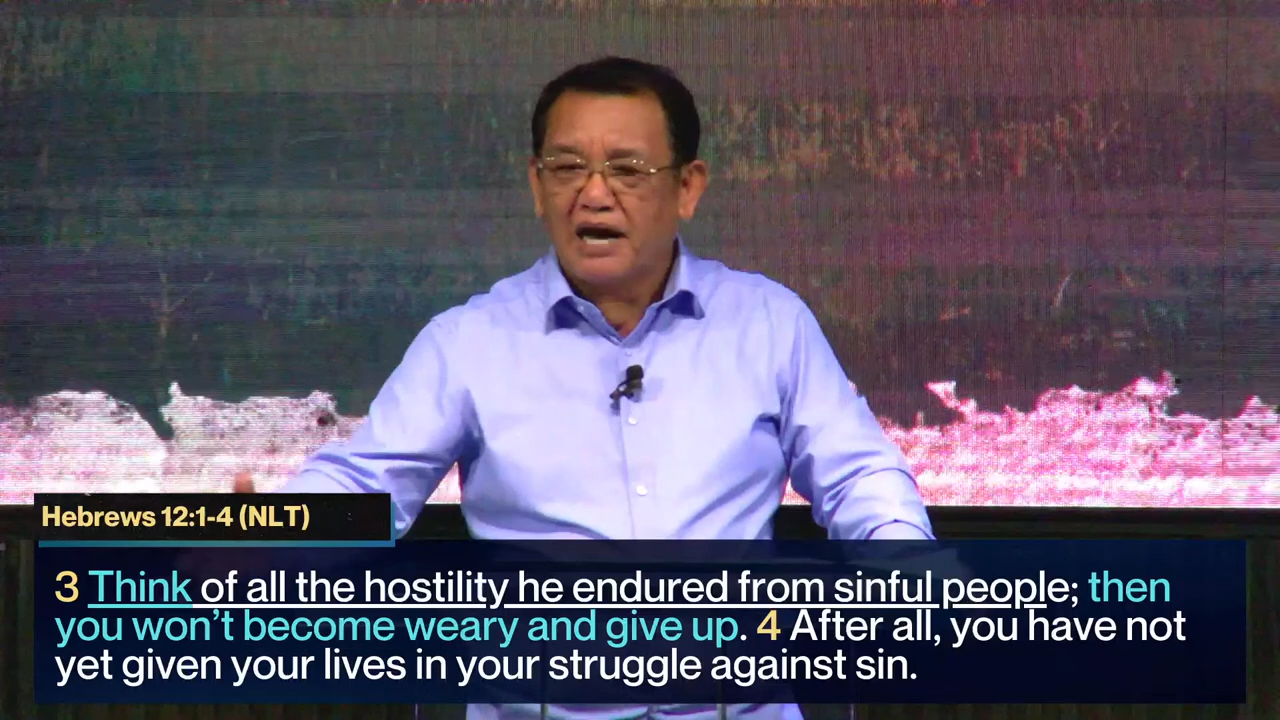 Hebrews 12:1-4 (NLT)
3 Think of all the hostility he endured from sinful people; then
you won’t become weary and give up. 4 After all, you have not
yet given your lives in your struggle against sin.